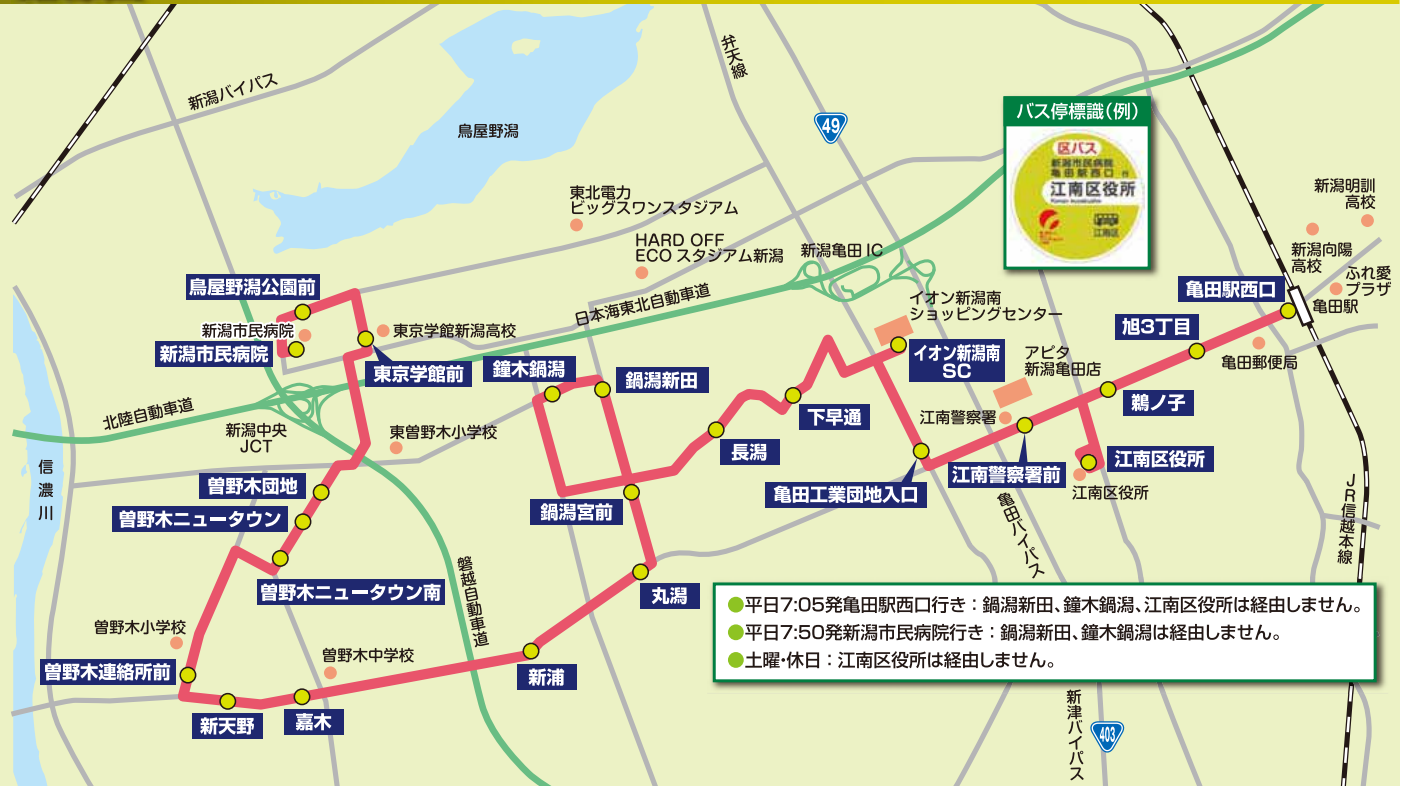 新潟バイパス
鳥屋野潟
弁天線
49
バス停標識(例)
区バス
新潟市民病院
亀田駅西口 行
江南区役所
江南区
東北電力
ビッグスワンスタジアム
HARD OFF
ECOスタジアム新潟
新潟亀田IC
新潟明訓
高校
新潟向陽
高校
ふれ愛
プラザ
亀田駅
亀田駅西口
旭3丁目
亀田郵便局
鳥屋野潟公園前
新潟市民病院
新潟市民病院
東京学館新潟高校
東京学館前
日本海東北自動車道
イオン新潟南
ショッピングセンター
イオン新潟南
SC
アピタ
新潟亀田店
鵜ノ子
北陸自動車道
新潟中央
JCT
鐘木鍋潟
鍋潟新田
下早通
長潟
江南警察署
江南警察署前
江南区役所
江南区役所
亀田工業団地入口
亀田バイパス
東曽野木小学校
信濃川
曽野木団地
曽野木ニュータウン
曽野木ニュータウン南
鍋潟宮前
丸潟
磐越自動車道
JR信越本線
曽野木小学校
曽野木連絡所前
曽野木中学校
新天野
嘉木
新浦
●平日7:05発亀田駅西口行き:鍋潟新田、鐘木鍋潟、江南区役所は経由しません。
●平日7:50発新潟市民病院行き:鍋潟新田、鐘木鍋潟は経由しません。
●土曜・休日:江南区役所は経由しません。
新津バイパス
403